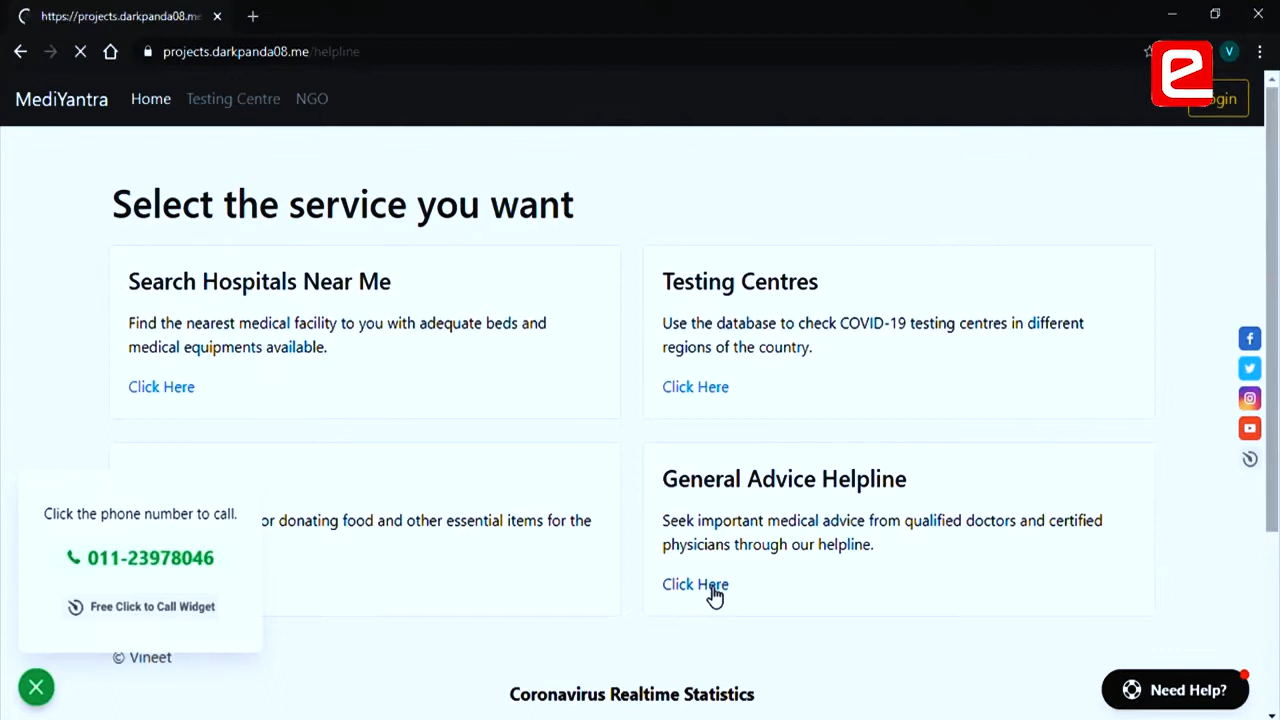 https://projects.darkpanda08.me
projects.darkpanda08.me/helpline
V
MediYantra Home Testing Centre NGO
e
Select the service you want
Search Hospitals Near Me
Find the nearest medical facility to you with adequate beds and
medical equipments available.
Click Here
Testing Centres
Use the database to check COVID-19 testing centres in different
regions of the country.
Click Here
or donating food and other essential items for the
General Advice Helpline
Seek important medical advice from qualified doctors and certified
physicians through our helpline.
Click Here
Click the phone number to call.
011-23978046
Free Click to Call Widget
© Vineet
Coronavirus Realtime Statistics
Need Help?